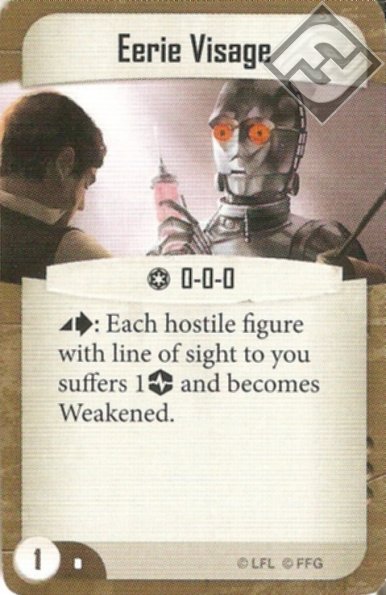 Eerie Visage
0-0-0
: Each hostile figure
with line of sight to you
suffers 1 and becomes
Weakened.
1
© LFL © FFG